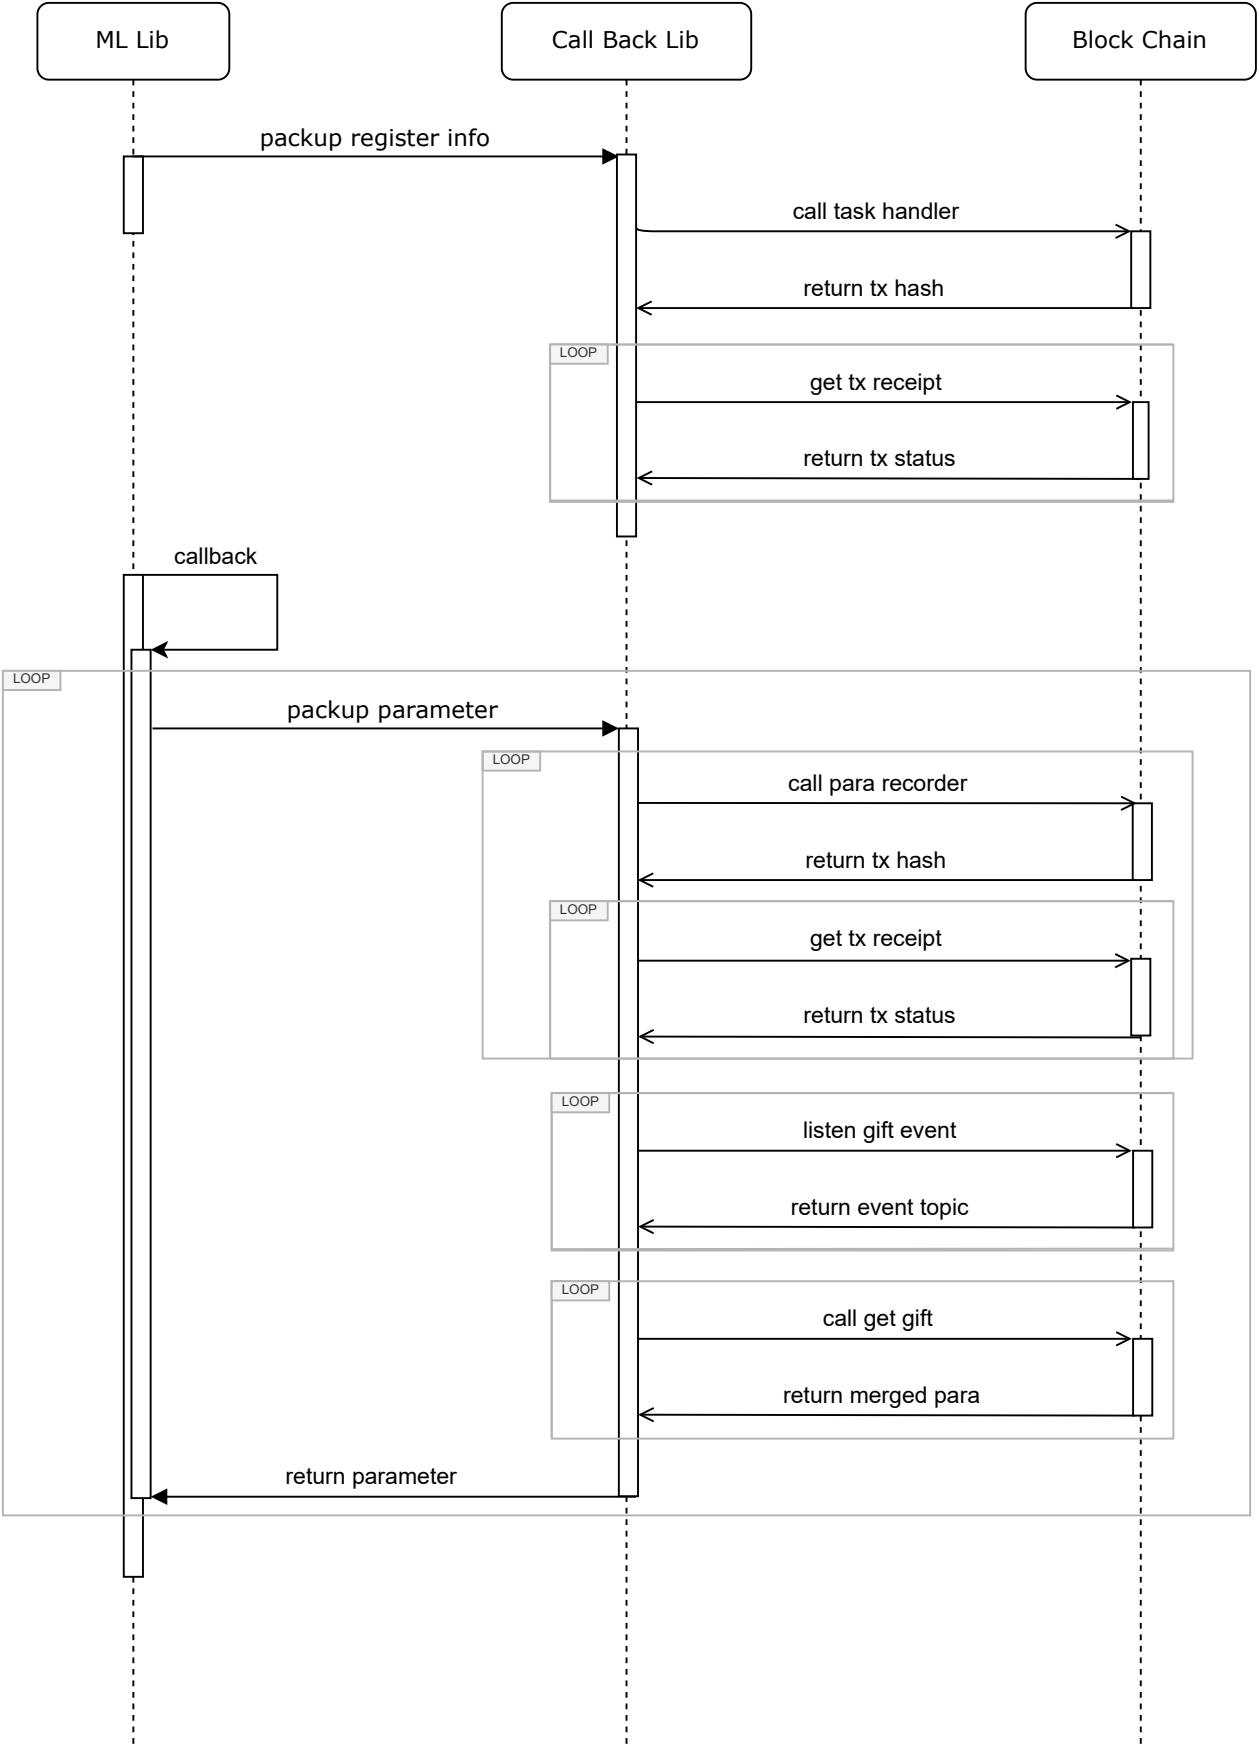 ML Lib
Call Back Lib
Block Chain
packup register info
call task handler
return tx hash
LOOP
get tx receipt
return tx status
callback
LOOP
packup parameter
LOOP
call para recorder
return tx hash
LOOP
get tx receipt
return tx status
LOOP
listen gift event
return event topic
LOOP
call get gift
return merged para
return parameter